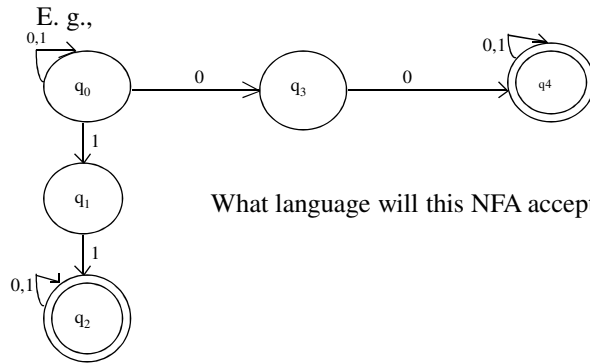 E. g.,
0,1
q0 0 q3 0 0,1 q4
1
q1
What language will this NFA accept
1
0,1
q2